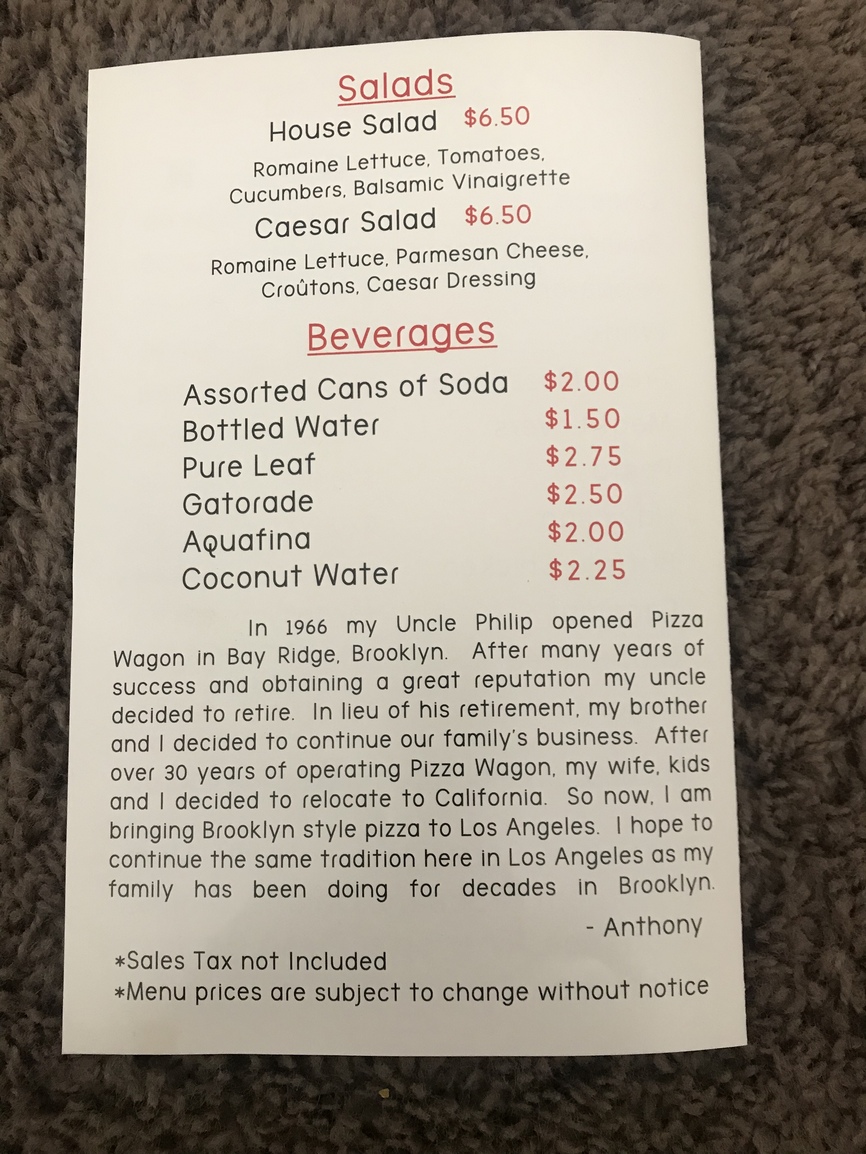 Salads
House Salad $6.50
Romaine Lettuce, Tomatoes,
Cucumbers, Balsamic Vinaigrette
Caesar Salad $6.50
Romaine Lettuce, Parmesan Cheese,
Croûtons, Caesar Dressing
Beverages
Assorted Cans of Soda $2.00
Bottled Water $1.50
Pure Leaf $2.75
Gatorade $2.50
Aquafina $2.00
Coconut Water $2.25
In 1966 my Uncle Philip opened Pizza
Wagon in Bay Ridge, Brooklyn. After many years of
success and obtaining a great reputation my uncle
decided to retire. In lieu of his retirement, my brother
and I decided to continue our family's business. After
over 30 years of operating Pizza Wagon, my wife, kids
and I decided to relocate to California. So now, I am
bringing Brooklyn style pizza to Los Angeles. I hope to
continue the same tradition here in Los Angeles as my
family has been doing for decades in Brooklyn.
- Anthony
*Sales Tax not Included
*Menu prices are subject to change without notice